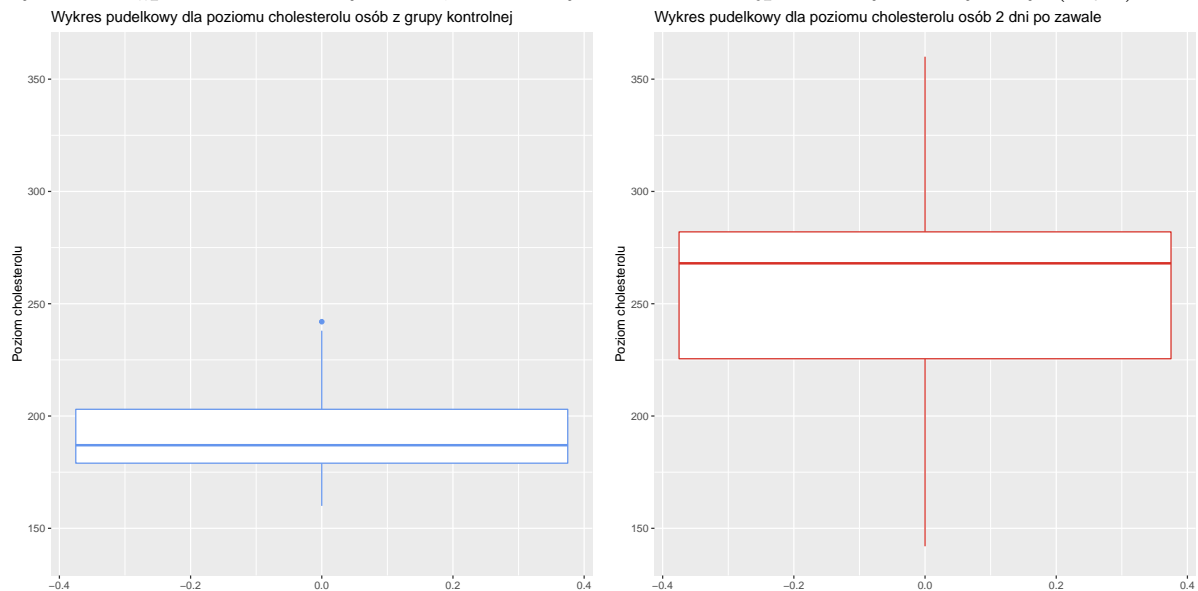 Wykres pudelkowy dla poziomu cholesterolu osób z grupy kontrolnej
350
300
250
200
150
Poziom cholesterolu
−0.4 −0.2 0.0 0.2 0.4
Wykres pudelkowy dla poziomu cholesterolu osób 2 dni po zawale
350
300
250
200
150
Poziom cholesterolu
−0.4 −0.2 0.0 0.2 0.4